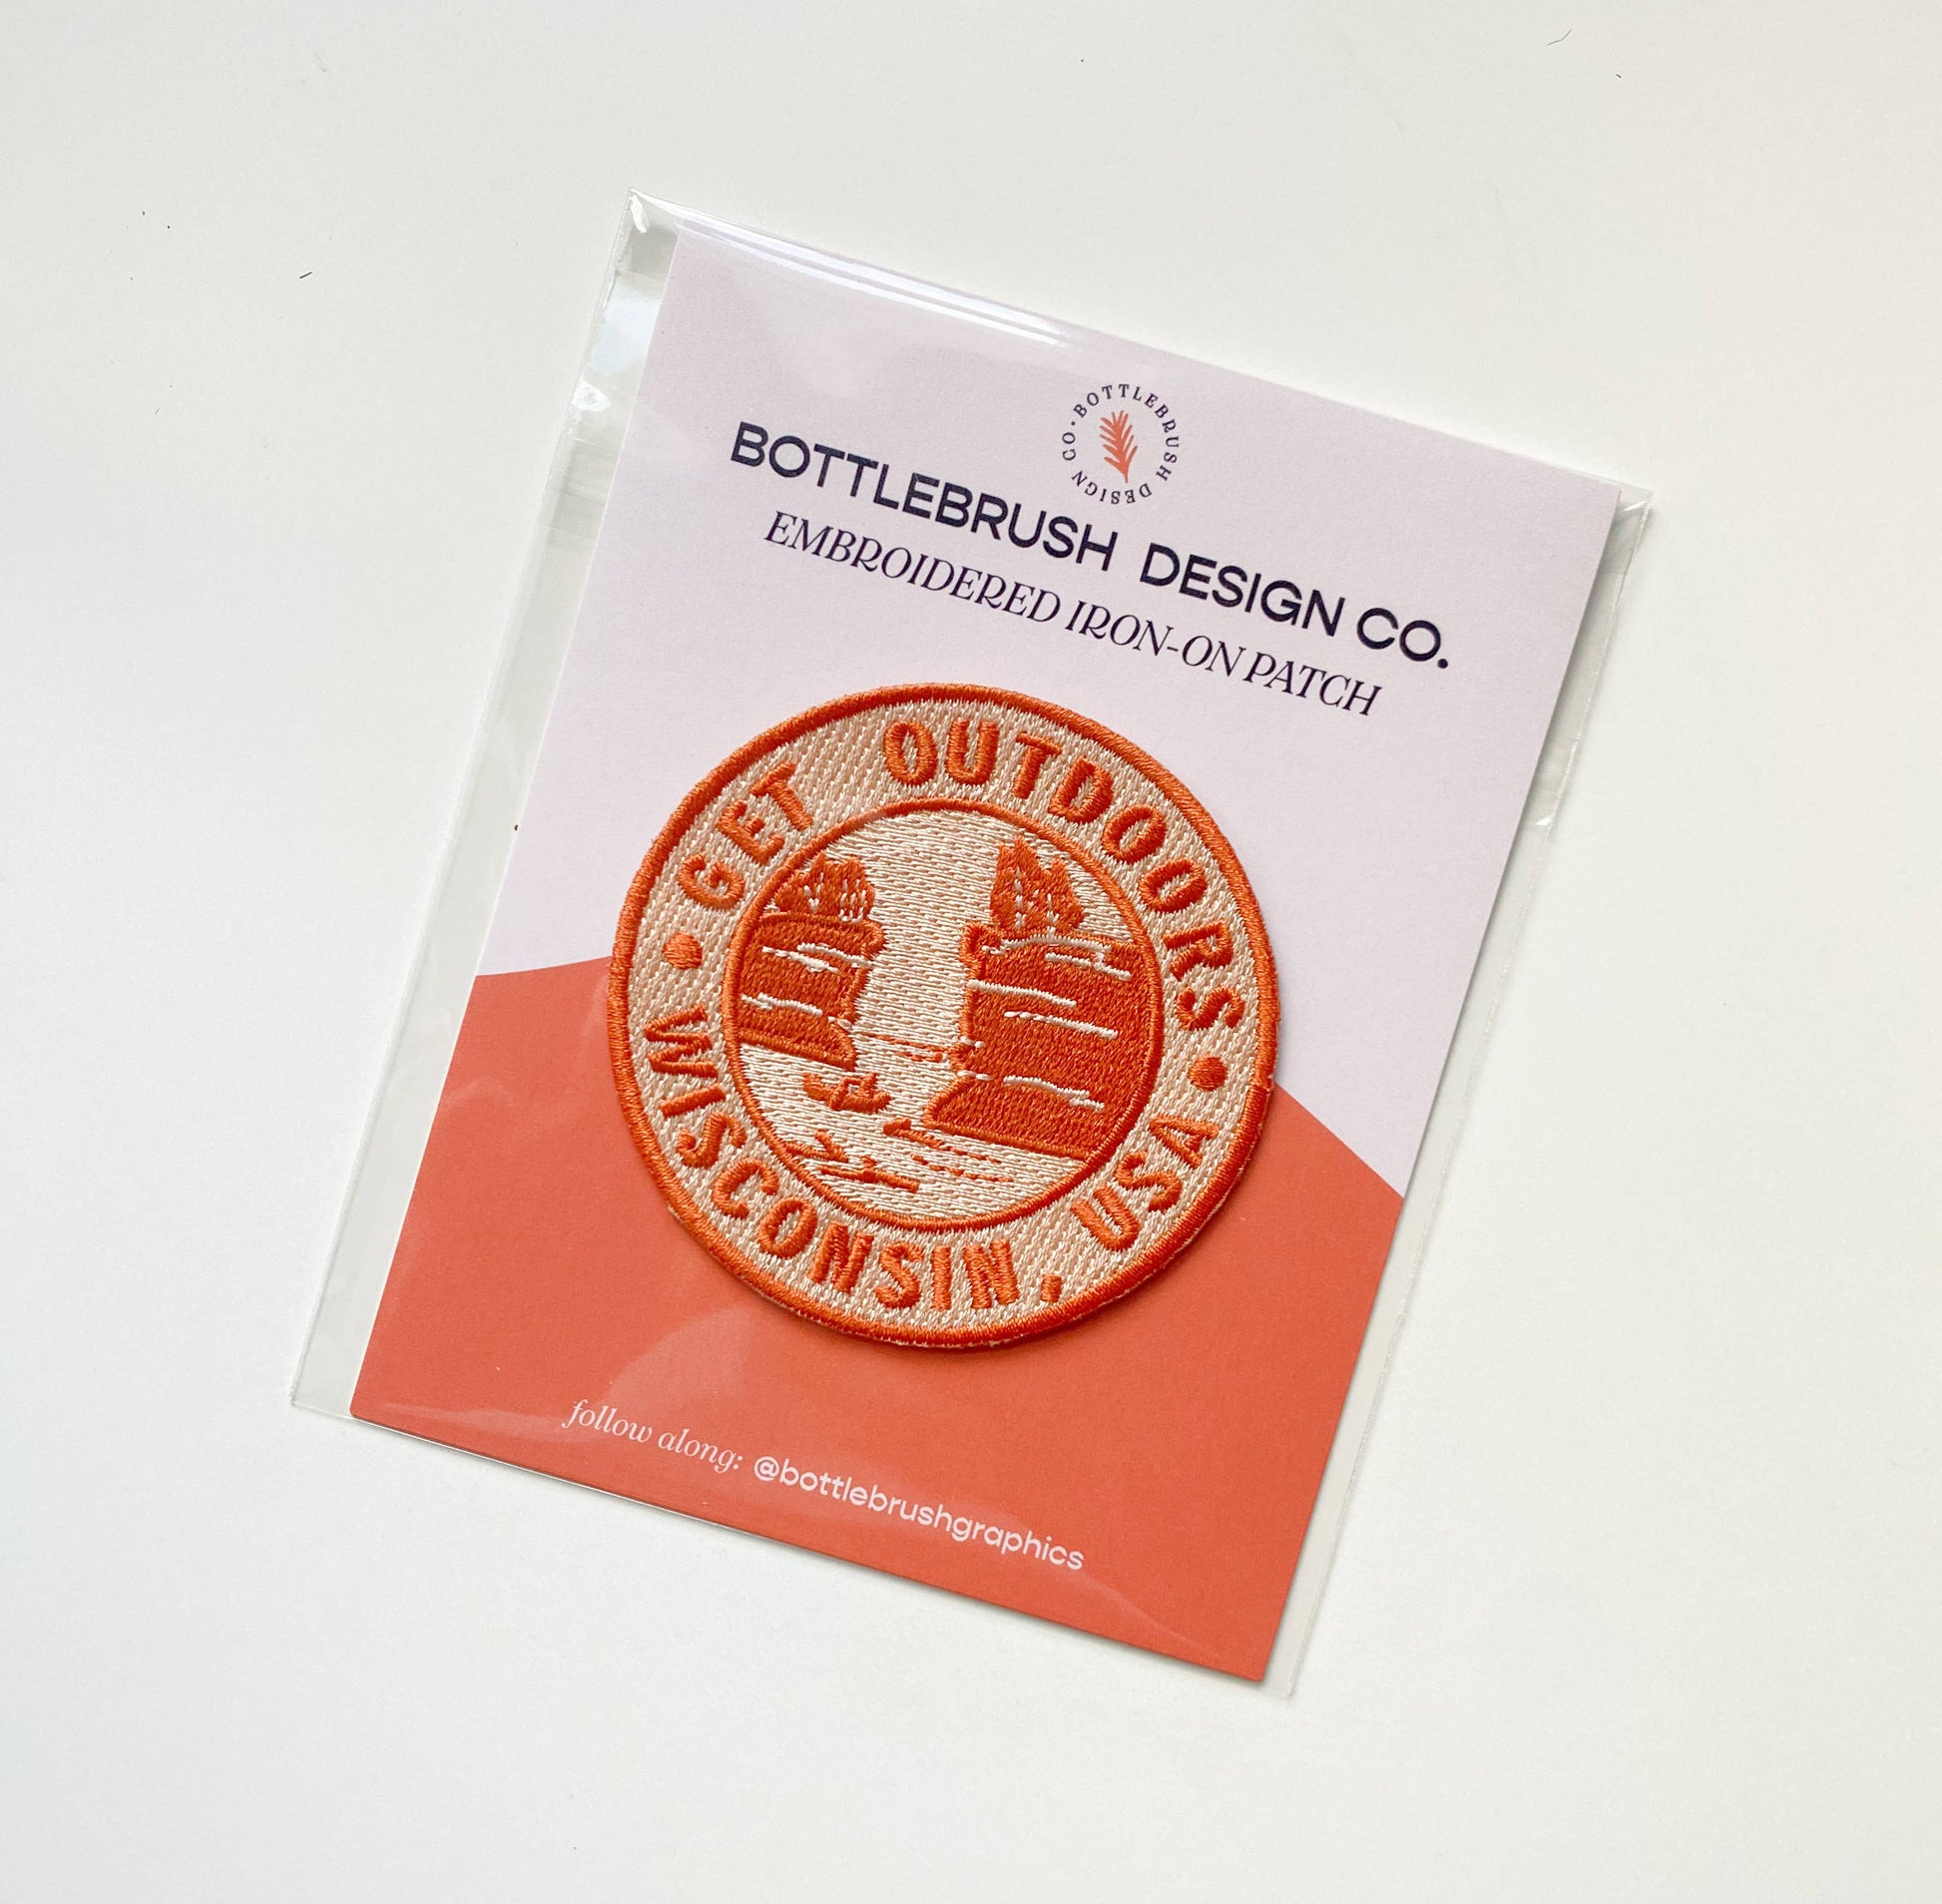 BOTTLEBRUSH DESIGN CO
BOTTLEBRUSH DESIGN CO.
EMBROIDERED IRON-ON PATCH
GET OUTDOORS
WISCONSIN, USA
follow along: @bottlebrushgraphics